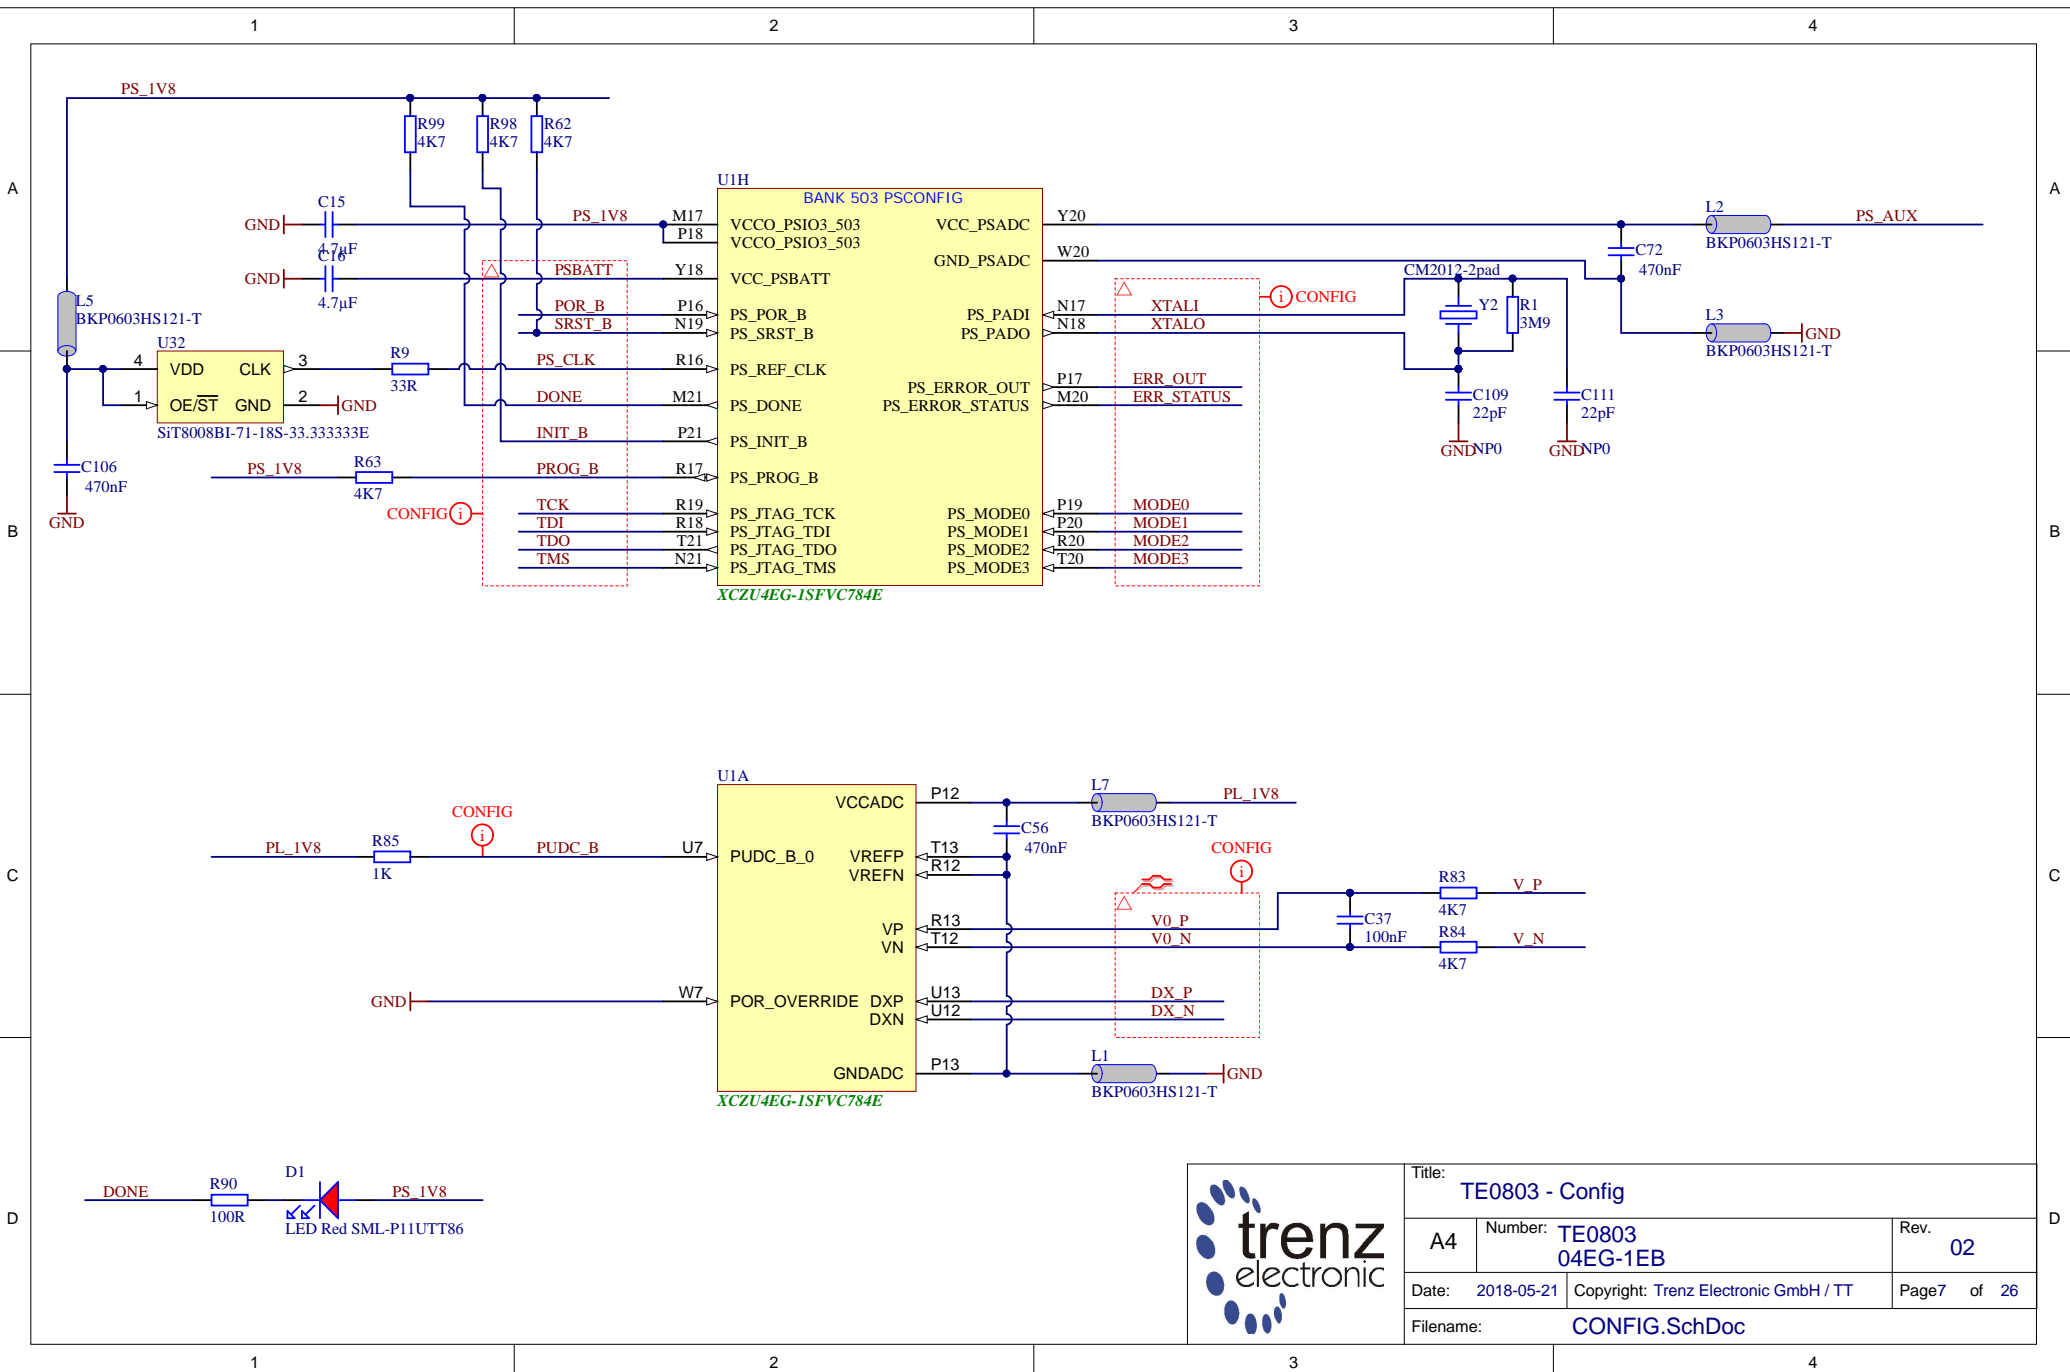 1
2
3
4
A
A
B
B
C
C
D
D
PS_1V8
R99
4K7
R98
4K7
R62
4K7
C15
4.7µF
GND
C16
4.7µF
GND
PS_1V8
PSBATT
POR_B
SRST_B
PS_CLK
DONE
INIT_B
PROG_B
TCK
TDI
TDO
TMS
CONFIG
i
L5
BKP0603HS121-T
U32
4
VDD
CLK
3
1
OE/ST
GND
2
GND
SiT8008BI-71-18S-33.333333E
R9
33R
C106
470nF
GND
PS_1V8
R63
4K7
U1H
BANK 503 PSCONFIG
M17
VCCO_PSIO3_503
P18
VCCO_PSIO3_503
Y18
VCC_PSBATT
P16
PS_POR_B
N19
PS_SRST_B
R16
PS_REF_CLK
M21
PS_DONE
P21
PS_INIT_B
R17
PS_PROG_B
R19
PS_JTAG_TCK
R18
PS_JTAG_TDI
T21
PS_JTAG_TDO
N21
PS_JTAG_TMS
VCC_PSADC
Y20
GND_PSADC
W20
PS_PADI
N17
PS_PADO
N18
PS_ERROR_OUT
P17
PS_ERROR_STATUS
M20
PS_MODE0
P19
PS_MODE1
P20
PS_MODE2
R20
PS_MODE3
T20
XCZU4EG-1SFVC784E
XTALI
XTALO
ERR_OUT
ERR_STATUS
MODE0
MODE1
MODE2
MODE3
i
CONFIG
CM2012-2pad
Y2
R1
3M9
C109
22pF
GND
NP0
C111
22pF
GND
NP0
C72
470nF
L2
BKP0603HS121-T
PS_AUX
L3
BKP0603HS121-T
GND
PL_1V8
R85
1K
CONFIG
i
PUDC_B
GND
U1A
U7
PUDC_B_0
W7
POR_OVERRIDE
VCCADC
P12
VREFP
T13
VREFN
R12
VP
R13
VN
T12
DXP
U13
DXN
U12
GNDADC
P13
XCZU4EG-1SFVC784E
C56
470nF
L7
BKP0603HS121-T
PL_1V8
CONFIG
i
V0_P
V0_N
DX_P
DX_N
C37
100nF
R83
4K7
V_P
R84
4K7
V_N
L1
BKP0603HS121-T
GND
DONE
R90
100R
D1
LED Red SML-P11UTT86
PS_1V8
trenz
electronic
Title:
TE0803 - Config
A4
Number:
TE0803
04EG-1EB
Rev.
02
Date: 2018-05-21
Copyright: Trenz Electronic GmbH / TT
Page7 of 26
Filename:
CONFIG.SchDoc
1
2
3
4